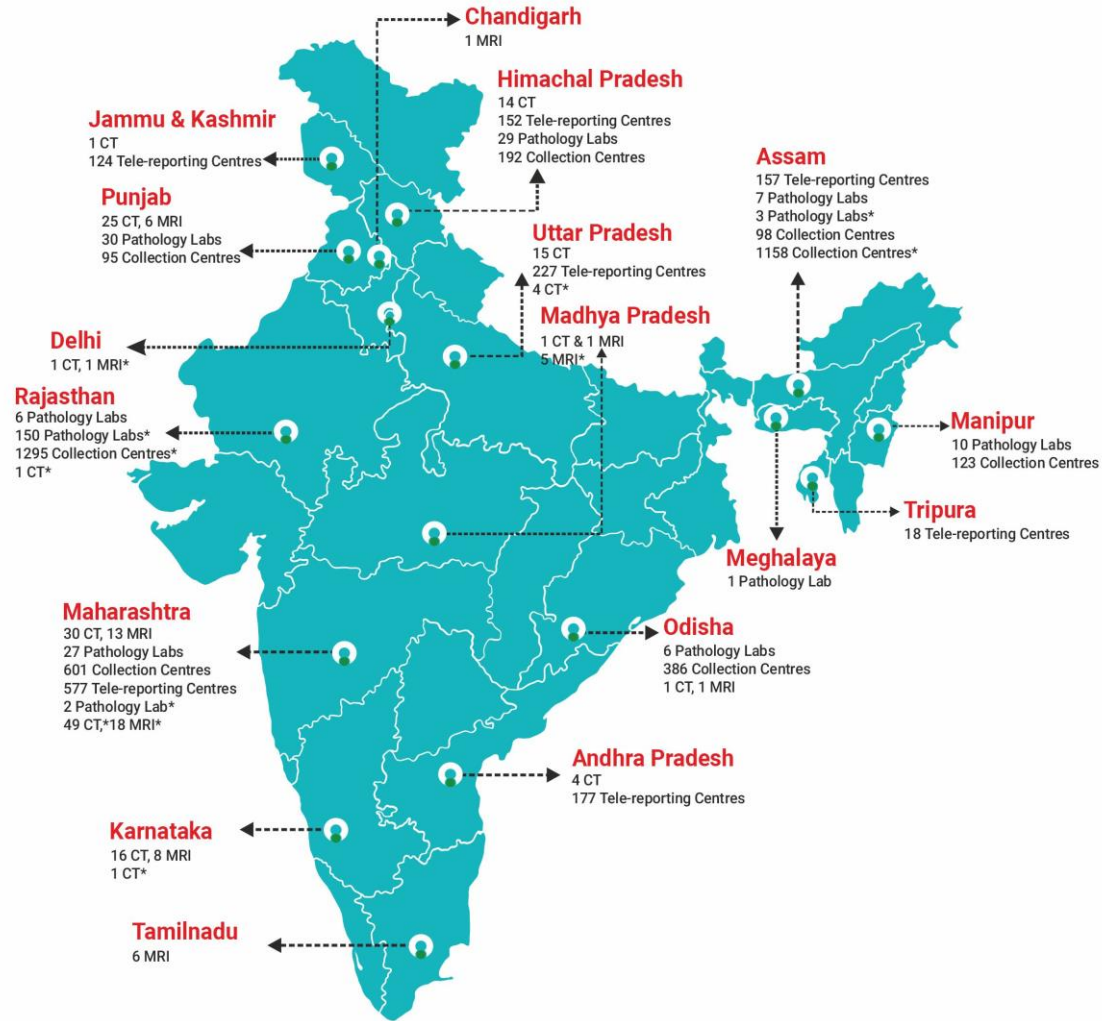 Chandigarh
1 MRI
Himachal Pradesh
14 CT
152 Tele-reporting Centres
29 Pathology Labs
192 Collection Centres
Jammu & Kashmir
1 CT
124 Tele-reporting Centres
Assam
157 Tele-reporting Centres
7 Pathology Labs
3 Pathology Labs*
98 Collection Centres
1158 Collection Centres*
Punjab
25 CT, 6 MRI
30 Pathology Labs
95 Collection Centres
Uttar Pradesh
15 CT
227 Tele-reporting Centres
4 CT*
Madhya Pradesh
1 CT & 1 MRI
5 MRI*
Delhi
1 CT, 1 MRI*
Rajasthan
6 Pathology Labs
150 Pathology Labs*
1295 Collection Centres*
1 CT*
Manipur
10 Pathology Labs
123 Collection Centres
Tripura
18 Tele-reporting Centres
Meghalaya
1 Pathology Lab
Maharashtra
30 CT, 13 MRI
27 Pathology Labs
601 Collection Centres
577 Tele-reporting Centres
2 Pathology Lab*
49 CT,*18 MRI*
Odisha
6 Pathology Labs
386 Collection Centres
1 CT, 1 MRI
Andhra Pradesh
4 CT
177 Tele-reporting Centres
Karnataka
16 CT, 8 MRI
1 CT*
Tamilnadu
6 MRI